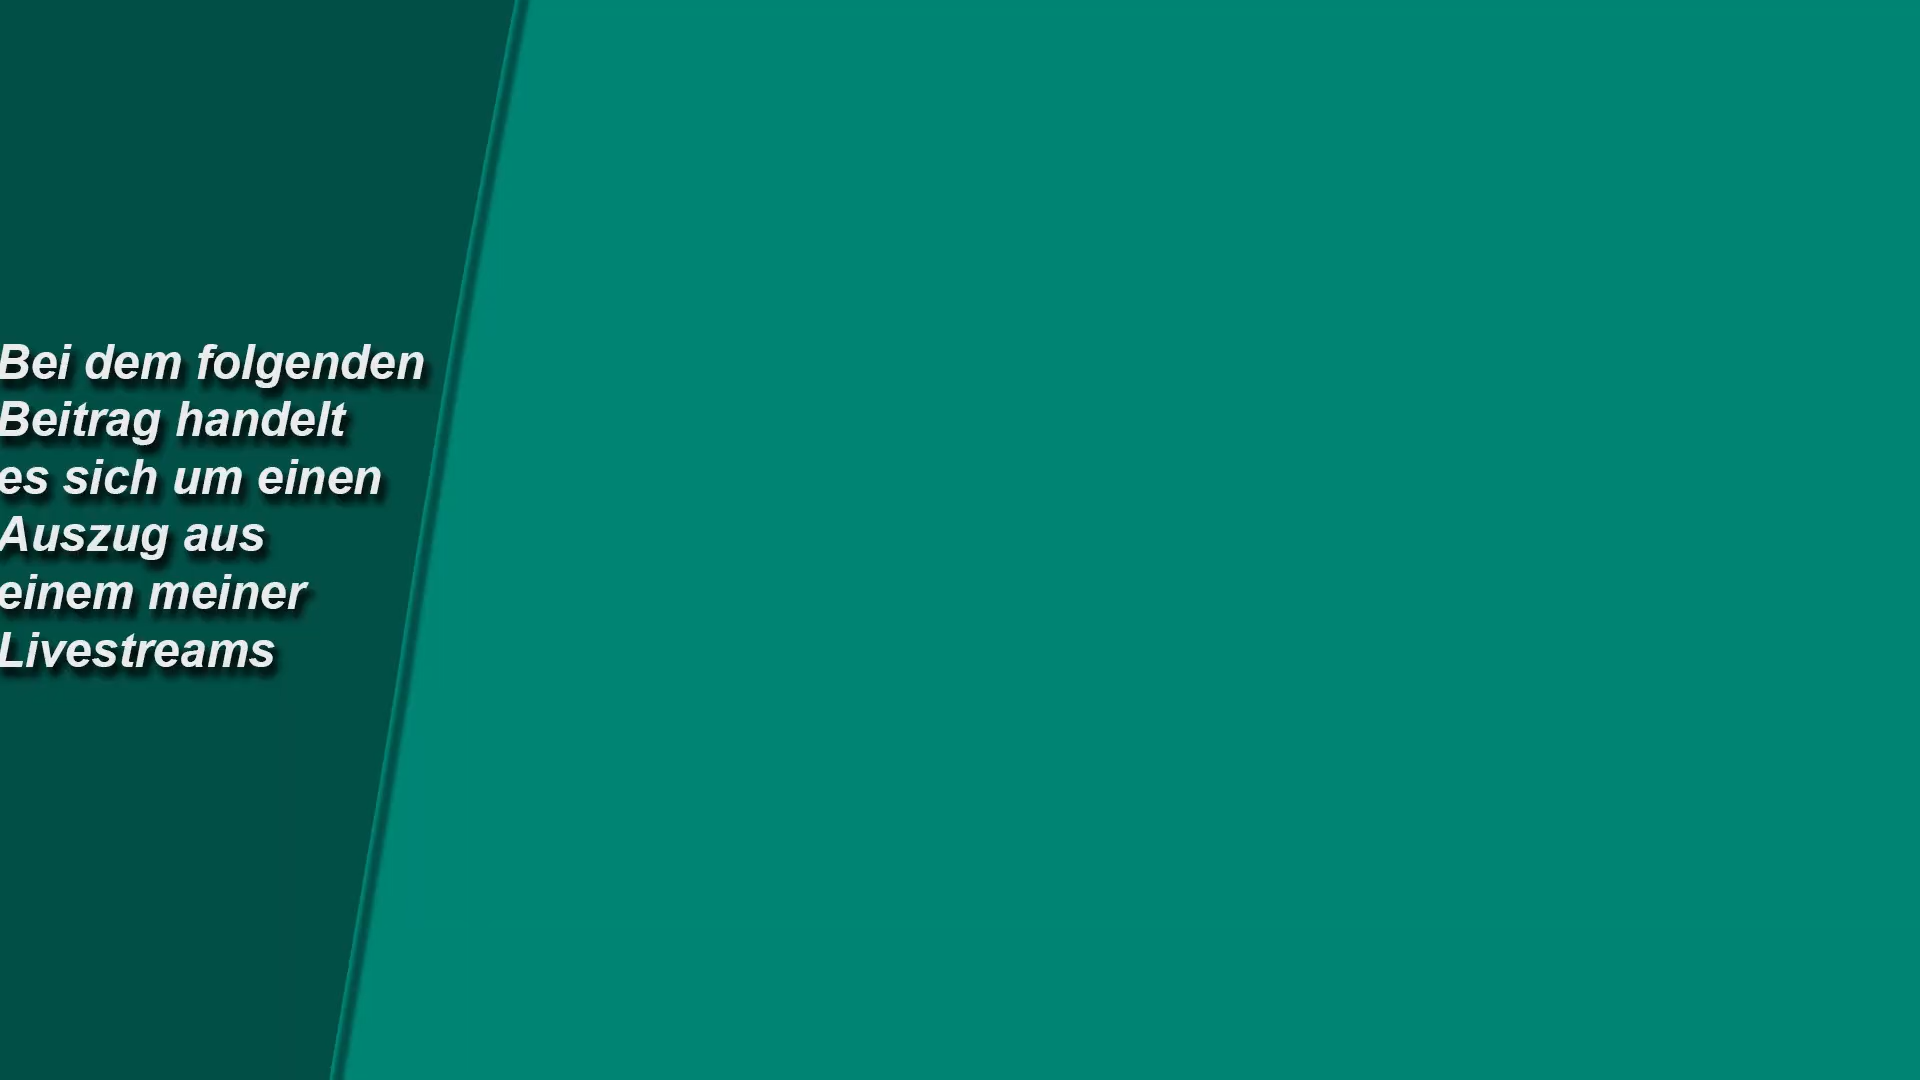 Bei dem folgenden
Beitrag handelt
es sich um einen
Auszug aus
einem meiner
Livestreams